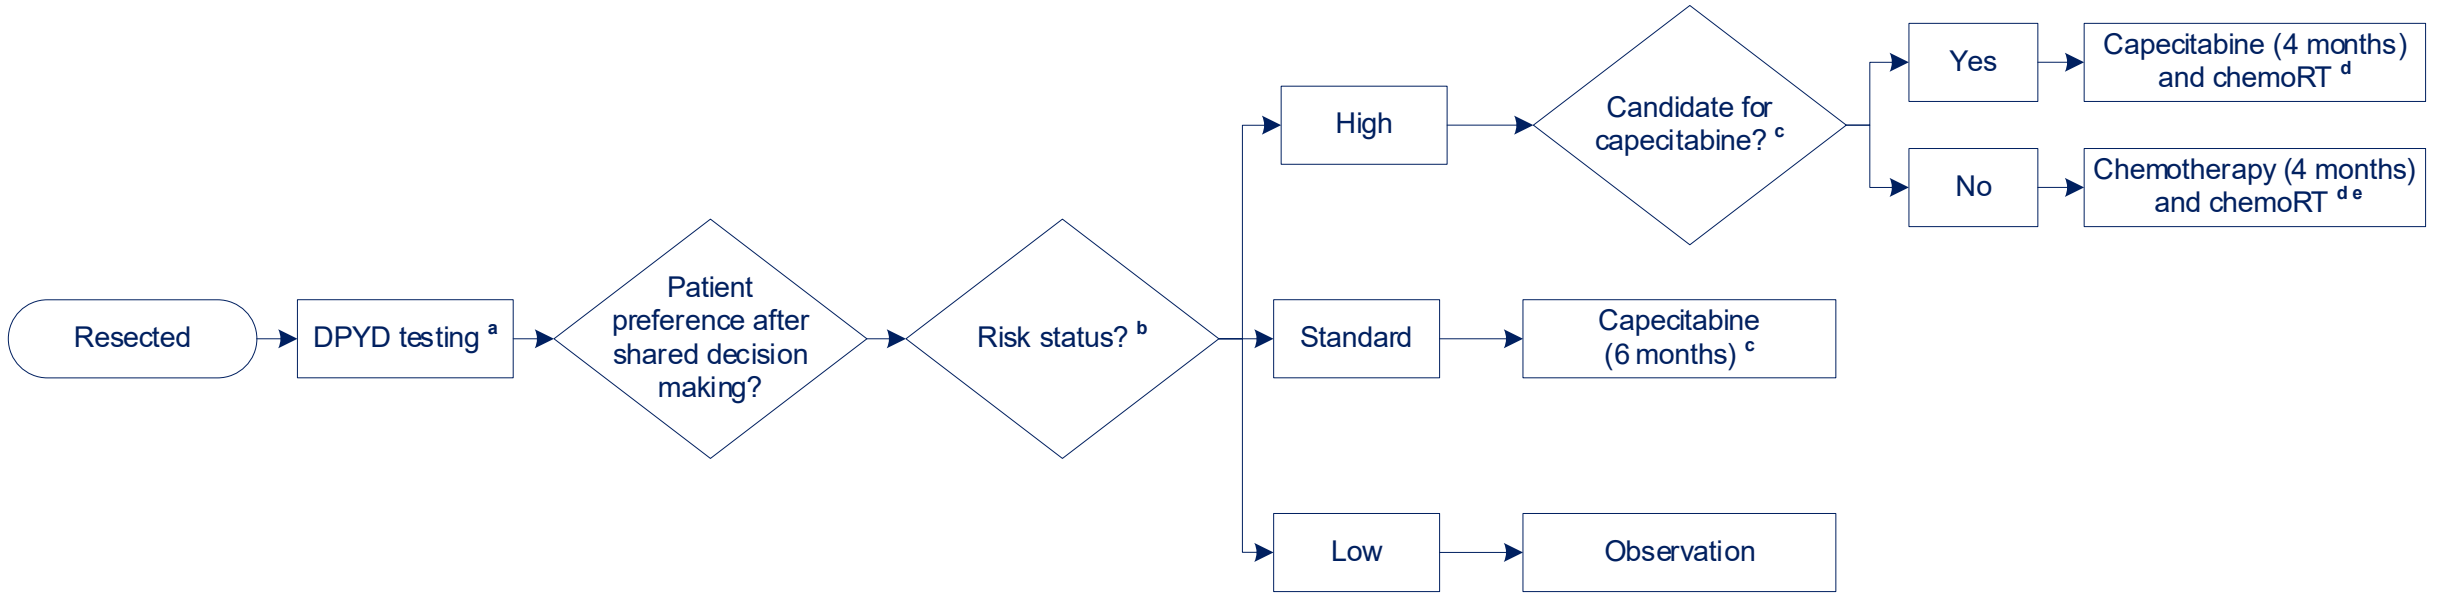 Resected
DPYD testing a
Patient
preference after
shared decision
making?
Risk status? b
High
Candidate for
capecitabine? c
Yes
Capecitabine (4 months)
and chemoRT d
No
Chemotherapy (4 months)
and chemoRT d e
Standard
Capecitabine
(6 months) c
Low
Observation